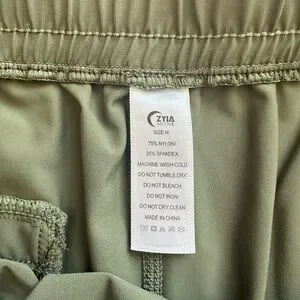 ZYIA
ACTIVE
SIZE M
75% NYLON/
25% SPANDEX
MACHINE WASH COLD
DO NOT TUMBLE DRY
DO NOT BLEACH
DO NOT IRON
DO NOT DRY CLEAN
MADE IN CHINA